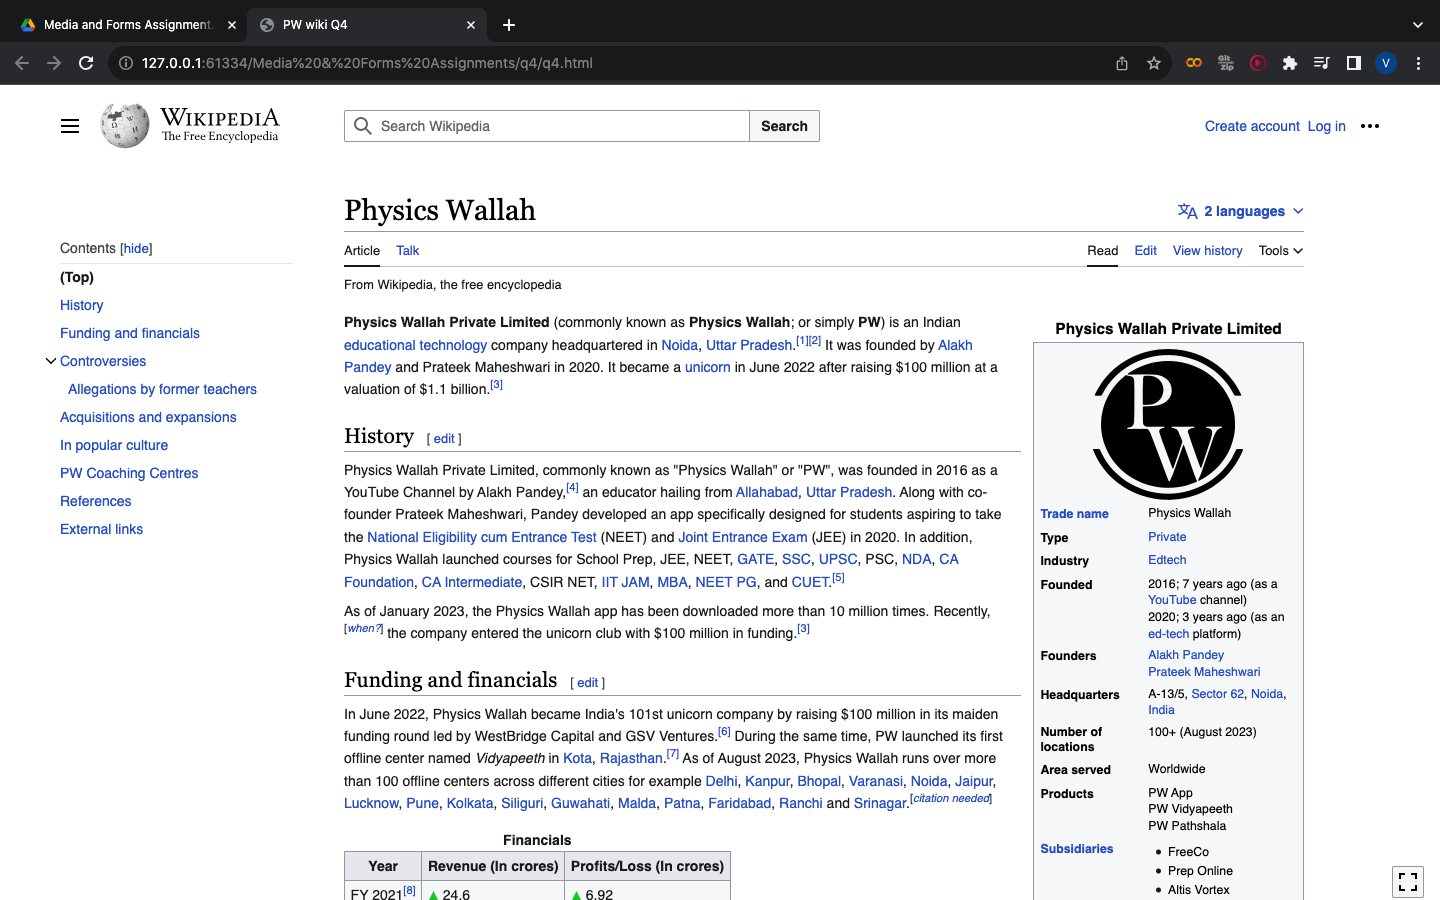 Media and Forms Assignment.
PW wiki Q4
127.0.0.1:61334/Media%20&%20Forms%20Assignments/q4/q4.html
Git Zip
V
WIKIPEDIA
The Free Encyclopedia
Search Wikipedia
Search
Create account Log in
Contents [hide]
(Top)
History
Funding and financials
Controversies
Allegations by former teachers
Acquisitions and expansions
In popular culture
PW Coaching Centres
References
External links
Physics Wallah
2 languages
Article Talk
Read Edit View history Tools
From Wikipedia, the free encyclopedia
Physics Wallah Private Limited (commonly known as Physics Wallah; or simply PW) is an Indian
educational technology company headquartered in Noida, Uttar Pradesh.[1][2] It was founded by Alakh
Pandey and Prateek Maheshwari in 2020. It became a unicorn in June 2022 after raising $100 million at a
valuation of $1.1 billion.[3]
History [ edit ]
Physics Wallah Private Limited, commonly known as "Physics Wallah" or "PW", was founded in 2016 as a
YouTube Channel by Alakh Pandey,[4] an educator hailing from Allahabad, Uttar Pradesh. Along with co-
founder Prateek Maheshwari, Pandey developed an app specifically designed for students aspiring to take
the National Eligibility cum Entrance Test (NEET) and Joint Entrance Exam (JEE) in 2020. In addition,
Physics Wallah launched courses for School Prep, JEE, NEET, GATE, SSC, UPSC, PSC, NDA, CA
Foundation, CA Intermediate, CSIR NET, IIT JAM, MBA, NEET PG, and CUET.[5]
As of January 2023, the Physics Wallah app has been downloaded more than 10 million times. Recently,
[when?] the company entered the unicorn club with $100 million in funding.[3]
Funding and financials [ edit ]
In June 2022, Physics Wallah became India's 101st unicorn company by raising $100 million in its maiden
funding round led by WestBridge Capital and GSV Ventures.[6] During the same time, PW launched its first
offline center named Vidyapeeth in Kota, Rajasthan.[7] As of August 2023, Physics Wallah runs over more
than 100 offline centers across different cities for example Delhi, Kanpur, Bhopal, Varanasi, Noida, Jaipur,
Lucknow, Pune, Kolkata, Siliguri, Guwahati, Malda, Patna, Faridabad, Ranchi and Srinagar.[citation needed]
Financials
Year Revenue (In crores) Profits/Loss (In crores)
FY 2021[8] ▲ 24.6 ▲ 6.92
Physics Wallah Private Limited
PW
Trade name Physics Wallah
Type Private
Industry Edtech
Founded 2016; 7 years ago (as a
YouTube channel)
2020; 3 years ago (as an
ed-tech platform)
Founders Alakh Pandey
Prateek Maheshwari
Headquarters A-13/5, Sector 62, Noida,
India
Number of locations 100+ (August 2023)
Area served Worldwide
Products PW App
PW Vidyapeeth
PW Pathshala
Subsidiaries • FreeCo
• Prep Online
• Altis Vortex